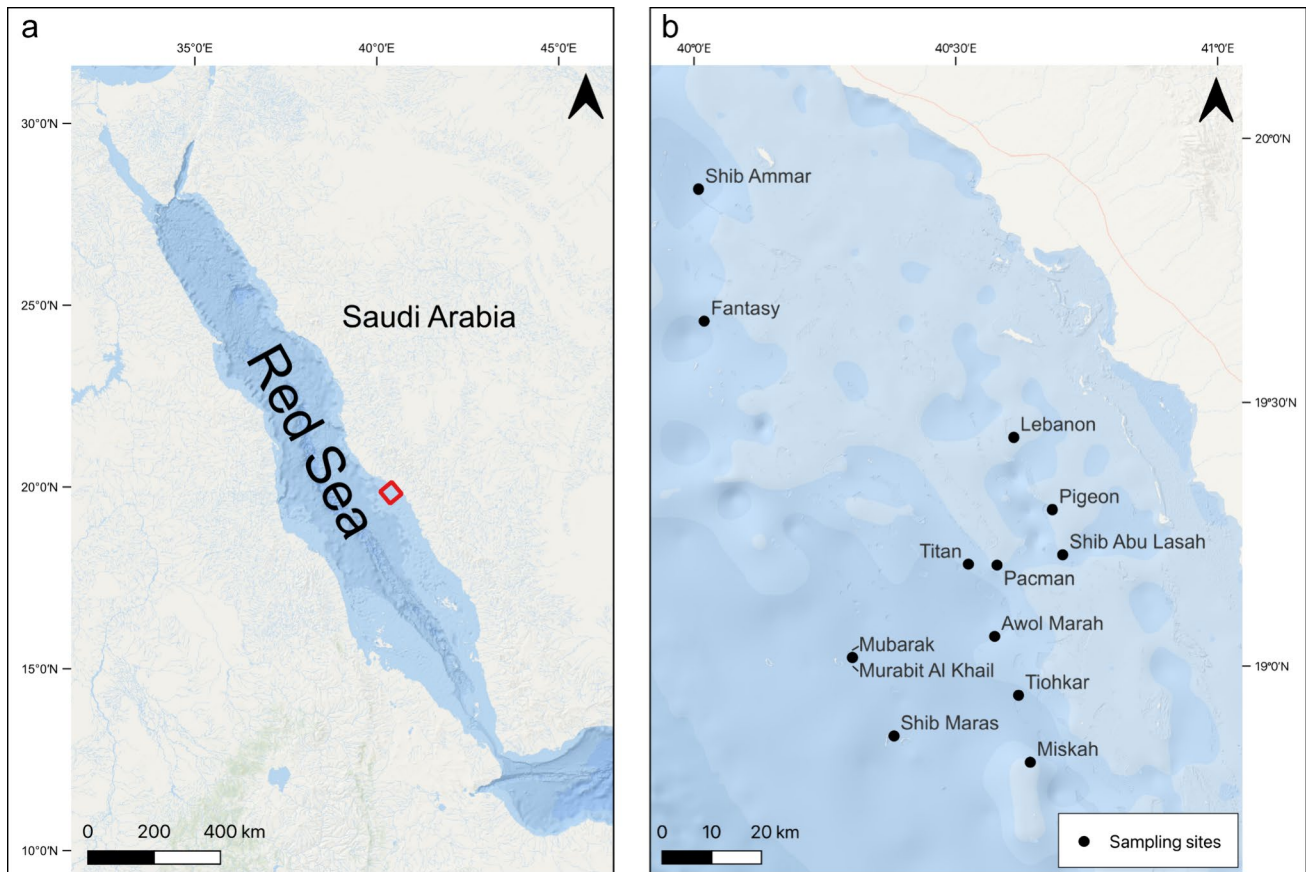 a
35°0'E 40°0'E 45°0'E
30°0'N
25°0'N
20°0'N
15°0'N
10°0'N
Saudi Arabia
Red Sea
0 200 400 km
b
40°0'E 40°30'E 41°0'E
20°0'N
19°30'N
19°0'N
Shib Ammar
Fantasy
Lebanon
Pigeon
Shib Abu Lasah
Titan
Pacman
Awol Marah
Mubarak
Murabit Al Khail
Tiohkar
Shib Maras
Miskah
0 10 20 km
Sampling sites